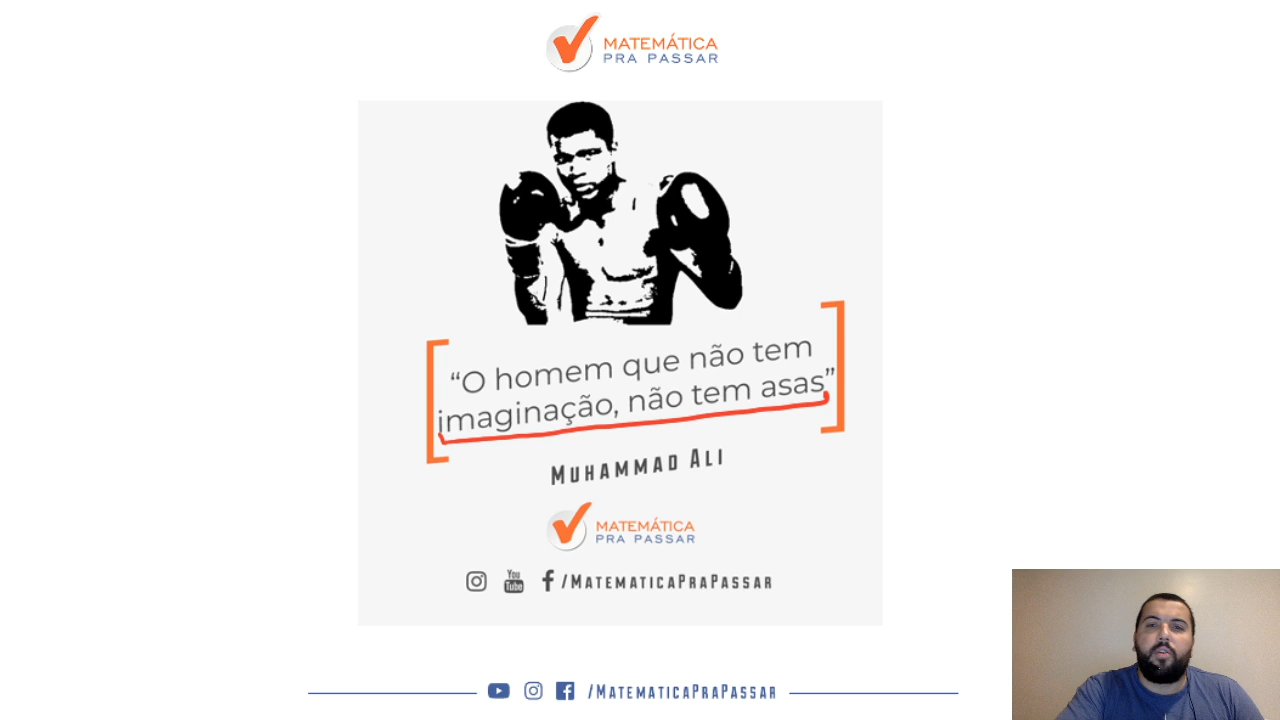 MATEMÁTICA
PRA PASSAR
“O homem que não tem
imaginação, não tem asas”
MUHAMMAD ALI
MATEMÁTICA
PRA PASSAR
You
Tube
/MATEMATICAPRAPASSAR
/MATEMATICAPRAPASSAR